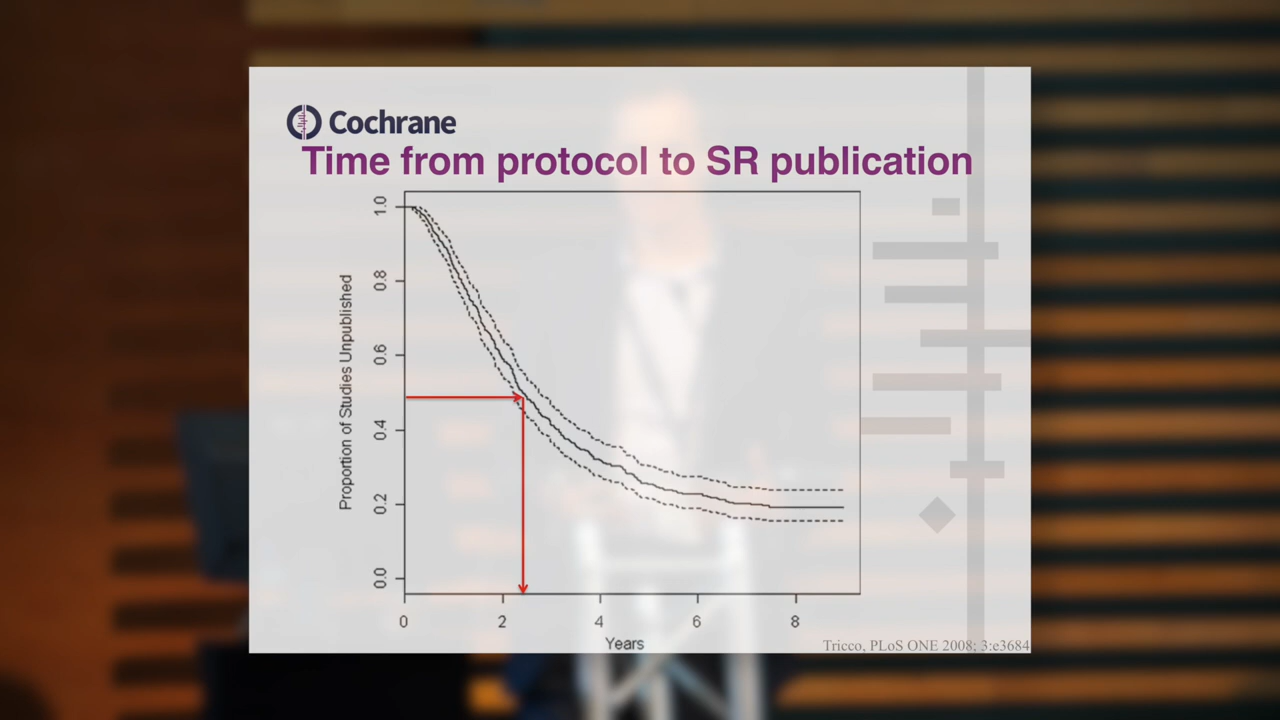 Cochrane
Time from protocol to SR publication
Proportion of Studies Unpublished
1.0
0.8
0.6
0.4
0.2
0.0
0
2
4
6
8
Years
Tricco, PLoS ONE 2008; 3:e3684